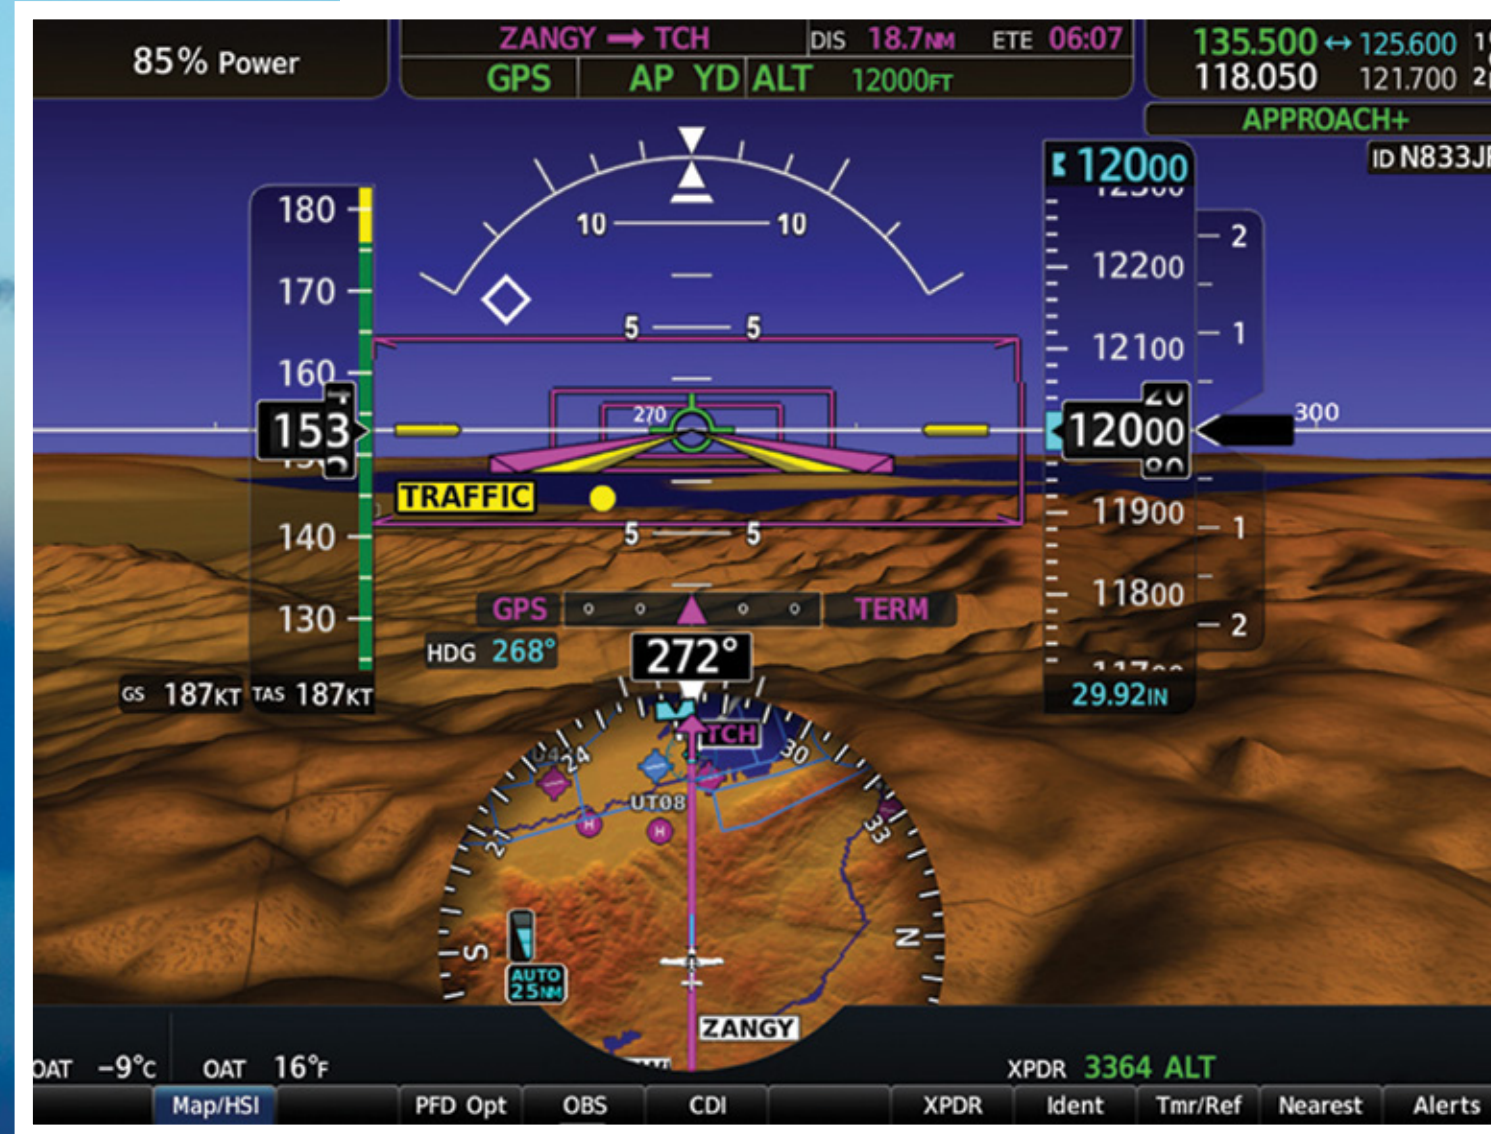 85% Power
ZANGY → TCH DIS 18.7NM ETE 06:07
GPS AP YD ALT 12000FT
135.500 ↔ 125.600
118.050 121.700
APPROACH+
ID N833J
12000
180
170
160
153
140
130
10 10
5 5
270
TRAFFIC
5 5
12200
12100
12000
20
11900
11800
2
1
1
2
300
29.92IN
GPS TERM
HDG 268°
272°
GS 187KT TAS 187KT
TCH
24
30
UT08
21
33
S
N
AUTO
25NM
ZANGY
OAT -9°C OAT 16°F
XPDR 3364 ALT
Map/HSI PFD Opt OBS CDI XPDR Ident Tmr/Ref Nearest Alerts